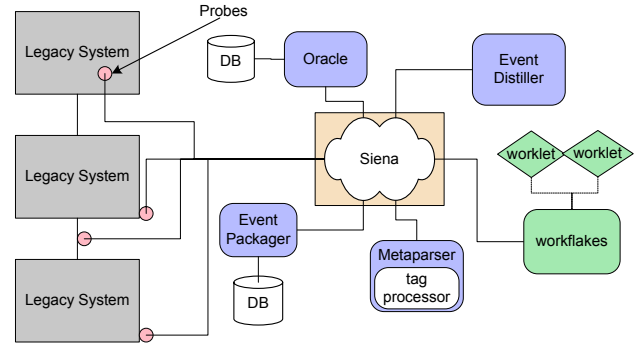 Probes
Legacy System
DB
Oracle
Event
Distiller
Siena
worklet
worklet
Legacy System
Event
Packager
Metaparser
tag
processor
workflakes
DB
Legacy System